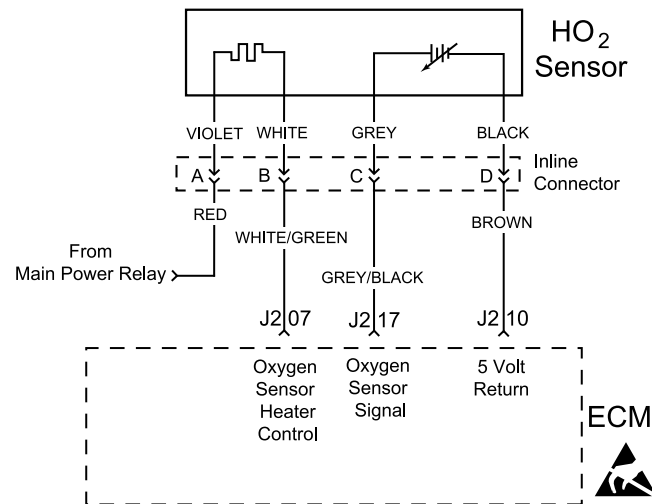 HO2
Sensor
VIOLET WHITE GREY BLACK
A B C D
Inline
Connector
RED
WHITE/GREEN
BROWN
From
Main Power Relay
GREY/BLACK
J2 07 J2 17 J2 10
Oxygen
Sensor
Heater
Control
Oxygen
Sensor
Signal
5 Volt
Return
ECM